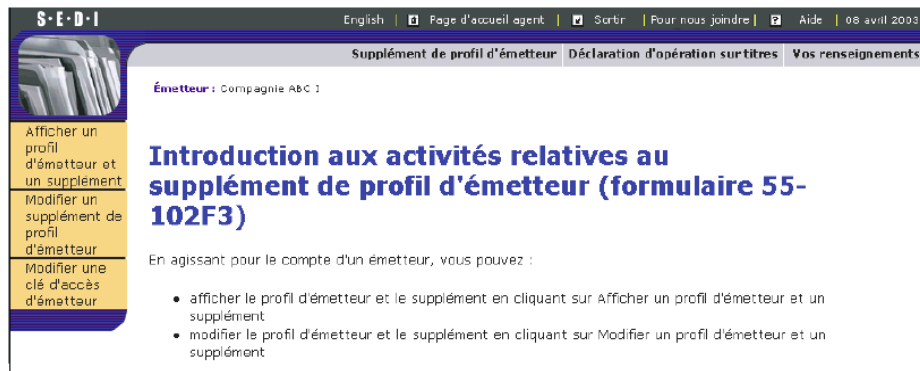 S·E·D·I
English | Page d'accueil agent | Sortir | Pour nous joindre | ? Aide | 08 avril 2003
Supplément de profil d'émetteur Déclaration d'opération sur titres Vos renseignements
Émetteur : Compagnie ABC I
Afficher un
profil
d'émetteur et
un supplément
Modifier un
supplément de
profil
d'émetteur
Modifier une
clé d'accès
d'émetteur
Introduction aux activités relatives au
supplément de profil d'émetteur (formulaire 55-
102F3)
En agissant pour le compte d'un émetteur, vous pouvez :
• afficher le profil d'émetteur et le supplément en cliquant sur Afficher un profil d'émetteur et un
supplément
• modifier le profil d'émetteur et le supplément en cliquant sur Modifier un profil d'émetteur et un
supplément